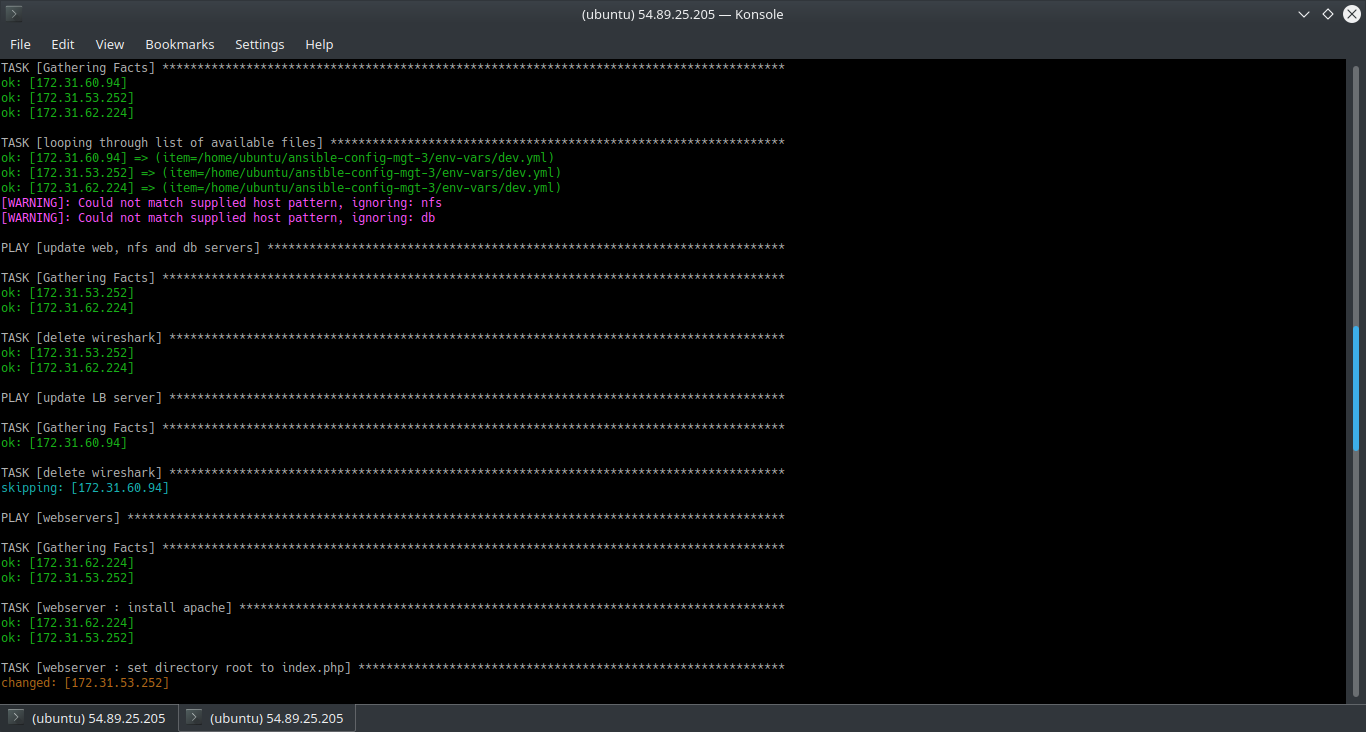 (ubuntu) 54.89.25.205 — Konsole
File Edit View Bookmarks Settings Help
TASK [Gathering Facts] *****************************************************************************************
ok: [172.31.60.94]
ok: [172.31.53.252]
ok: [172.31.62.224]
TASK [looping through list of available files] *****************************************************************
ok: [172.31.60.94] => (item=/home/ubuntu/ansible-config-mgt-3/env-vars/dev.yml)
ok: [172.31.53.252] => (item=/home/ubuntu/ansible-config-mgt-3/env-vars/dev.yml)
ok: [172.31.62.224] => (item=/home/ubuntu/ansible-config-mgt-3/env-vars/dev.yml)
[WARNING]: Could not match supplied host pattern, ignoring: nfs
[WARNING]: Could not match supplied host pattern, ignoring: db
PLAY [update web, nfs and db servers] **************************************************************************
TASK [Gathering Facts] *****************************************************************************************
ok: [172.31.53.252]
ok: [172.31.62.224]
TASK [delete wireshark] ****************************************************************************************
ok: [172.31.53.252]
ok: [172.31.62.224]
PLAY [update LB server] ****************************************************************************************
TASK [Gathering Facts] *****************************************************************************************
ok: [172.31.60.94]
TASK [delete wireshark] ****************************************************************************************
skipping: [172.31.60.94]
PLAY [webservers] **********************************************************************************************
TASK [Gathering Facts] *****************************************************************************************
ok: [172.31.62.224]
ok: [172.31.53.252]
TASK [webserver : install apache] ******************************************************************************
ok: [172.31.62.224]
ok: [172.31.53.252]
TASK [webserver : set directory root to index.php] *************************************************************
changed: [172.31.53.252]
(ubuntu) 54.89.25.205 (ubuntu) 54.89.25.205